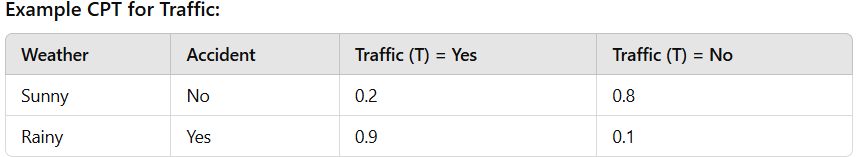 Example CPT for Traffic:
Weather Accident Traffic (T) = Yes Traffic (T) = No
Sunny No 0.2 0.8
Rainy Yes 0.9 0.1